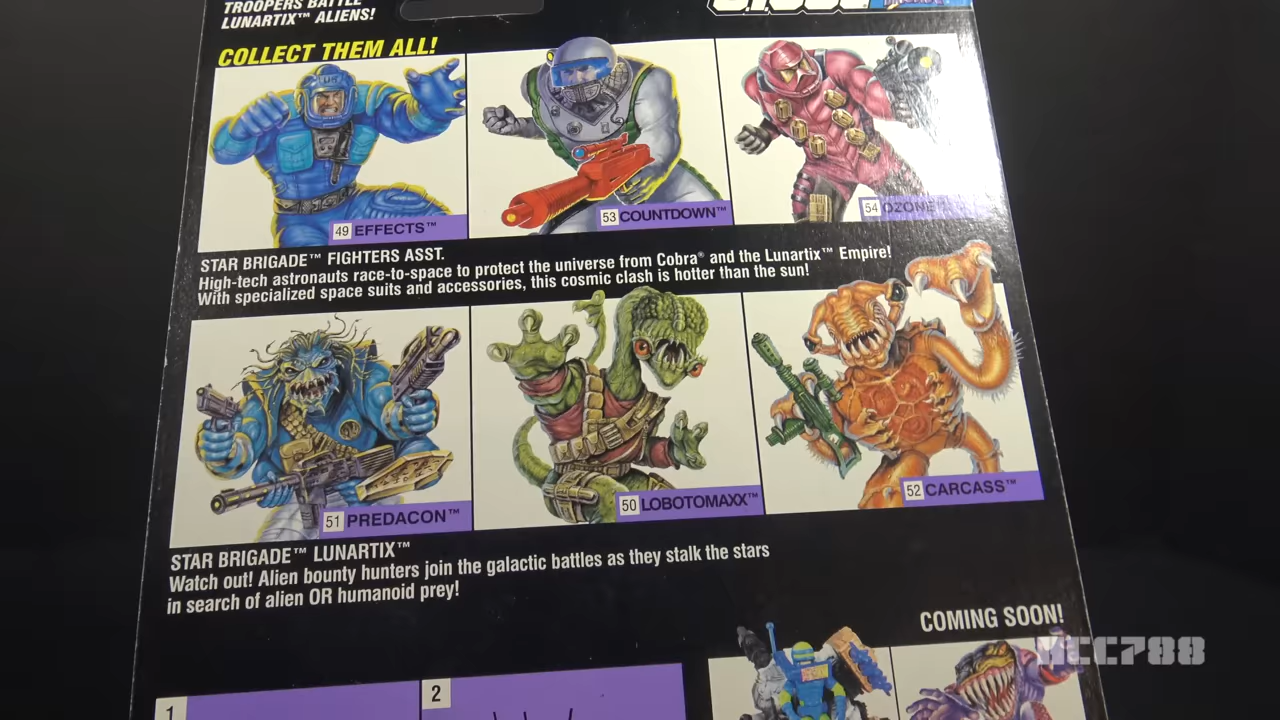 TROOPERS BATTLE
LUNARTIX™ ALIENS!
G.I. JOE
COLLECT THEM ALL!
49 EFFECTS™
53 COUNTDOWN™
54 OZONE™
STAR BRIGADE™ FIGHTERS ASST.
High-tech astronauts race-to-space to protect the universe from Cobra® and the Lunartix™ Empire!
With specialized space suits and accessories, this cosmic clash is hotter than the sun!
51 PREDACON™
50 LOBOTOMAXX™
52 CARCASS™
STAR BRIGADE™ LUNARTIX™
Watch out! Alien bounty hunters join the galactic battles as they stalk the stars
in search of alien OR humanoid prey!
COMING SOON!
HCC788
1
2